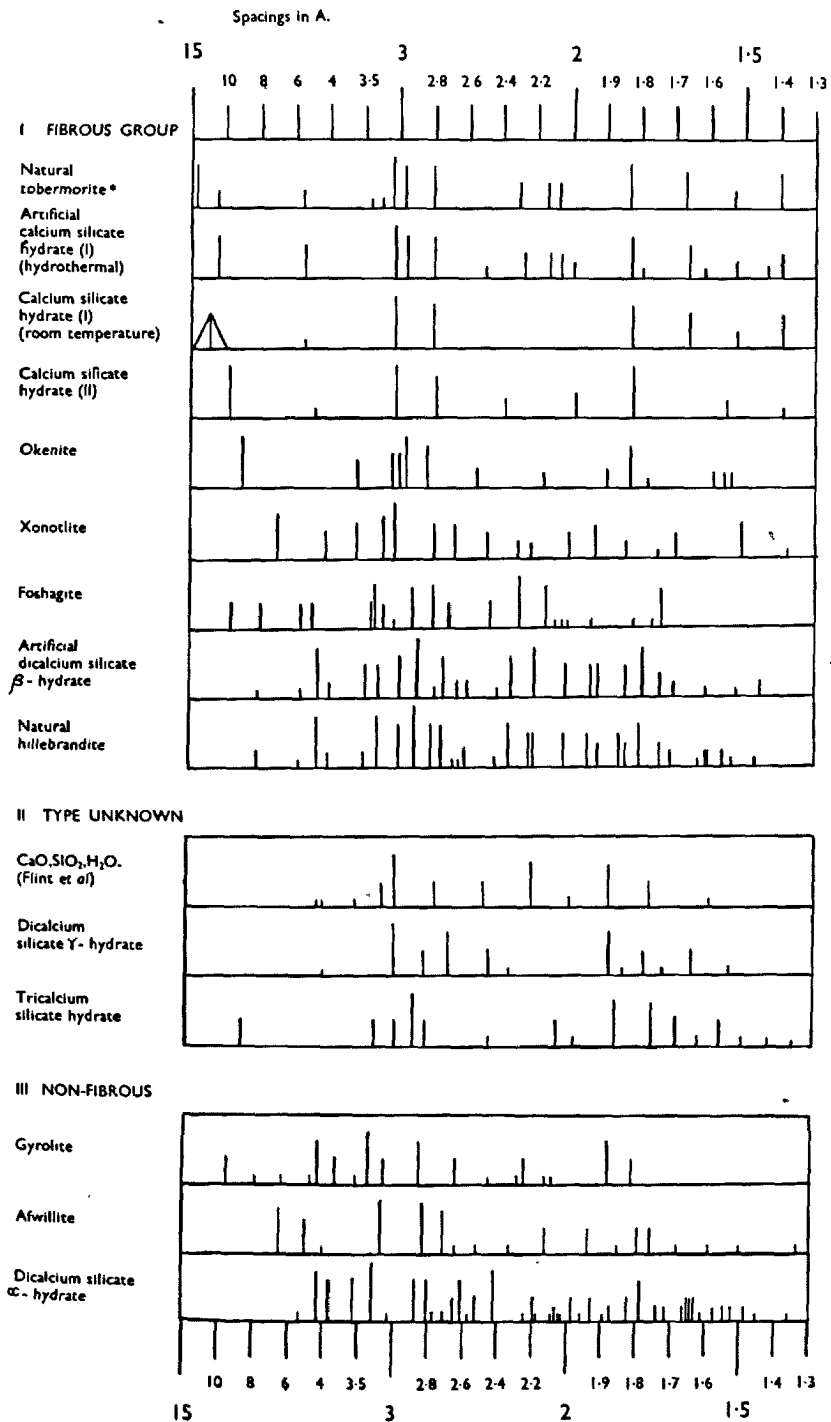 Spacings in A.
15 3 2 1·5
10 8 6 4 3·5 2·8 2·6 2·4 2·2 1·9 1·8 1·7 1·6 1·4 1·3
I FIBROUS GROUP
Natural
tobermorite*
Artificial
calcium silicate
hydrate (I)
(hydrothermal)
Calcium silicate
hydrate (I)
(room temperature)
Calcium silicate
hydrate (II)
Okenite
Xonotlite
Foshagite
Artificial
dicalcium silicate
β- hydrate
Natural
hillebrandite
II TYPE UNKNOWN
CaO,SiO₂,H₂O.
(Flint et al)
Dicalcium
silicate γ- hydrate
Tricalcium
silicate hydrate
III NON-FIBROUS
Gyrolite
Afwillite
Dicalcium silicate
α- hydrate
10 8 6 4 3·5 2·8 2·6 2·4 2·2 1·9 1·8 1·7 1·6 1·4 1·3
15 3 2 1·5